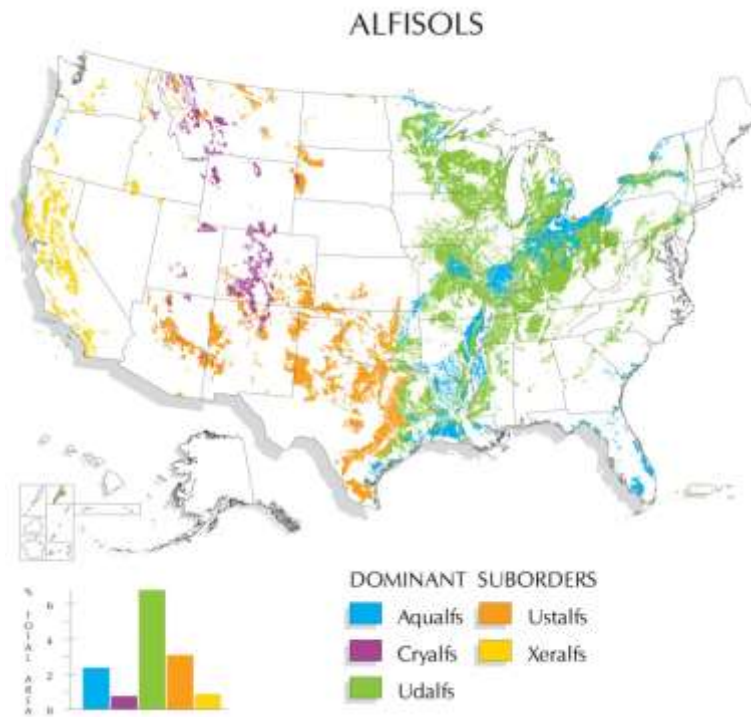 ALFISOLS
DOMINANT SUBORDERS
Aqualfs Ustalfs
Cryalfs Xeralfs
Udalfs
% TOTAL AREA
6
4
2
0